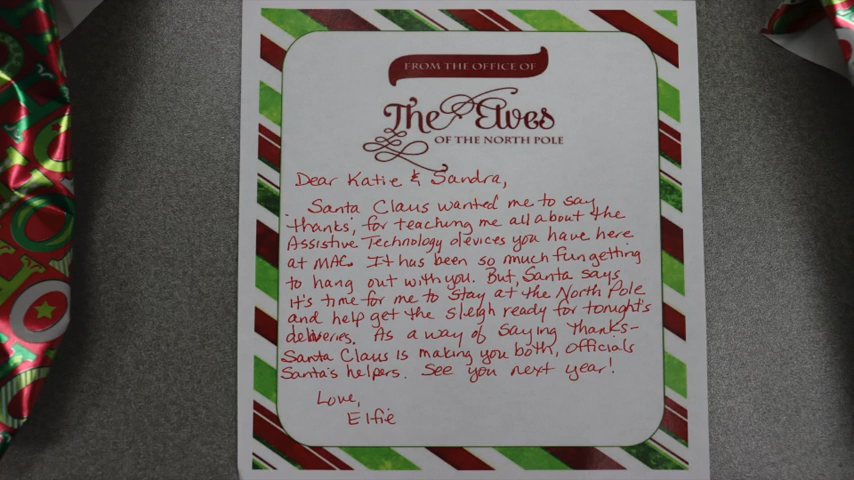 FROM THE OFFICE OF
The Elves
OF THE NORTH POLE
Dear Katie & Sandra,
Santa Claus wanted me to say
thanks, for teaching me all about the
Assistive Technology devices you have here
at MAC. It has been so much fun getting
to hang out with you. But, Santa says
it's time for me to stay at the North Pole
and help get the sleigh ready for tonight's
deliveries. As a way of saying thanks-
Santa Claus is making you both, officials
Santa's helpers. See you next year!
Love,
Elfie